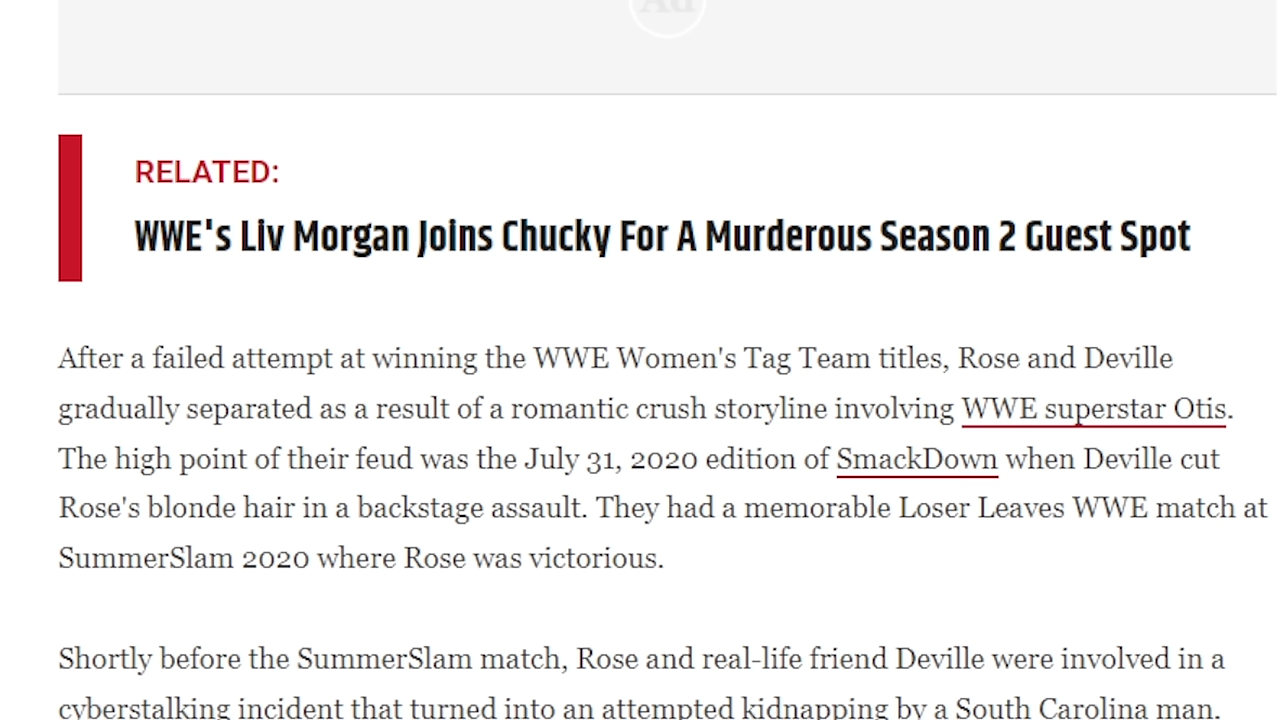 Ad
RELATED:
WWE's Liv Morgan Joins Chucky For A Murderous Season 2 Guest Spot
After a failed attempt at winning the WWE Women's Tag Team titles, Rose and Deville
gradually separated as a result of a romantic crush storyline involving WWE superstar Otis.
The high point of their feud was the July 31, 2020 edition of SmackDown when Deville cut
Rose's blonde hair in a backstage assault. They had a memorable Loser Leaves WWE match at
SummerSlam 2020 where Rose was victorious.
Shortly before the SummerSlam match, Rose and real-life friend Deville were involved in a
cyberstalking incident that turned into an attempted kidnapping by a South Carolina man.